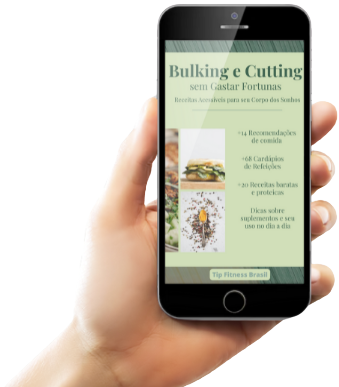 Bulking e Cutting
sem Gastar Fortunas
Receitas Acessíveis para seu Corpo dos Sonhos
+14 Recomendações
de comida
+68 Cardápios
de Refeições
+20 Receitas baratas
e proteicas
Dicas sobre
suplementos e seu
uso no dia a dia
Tip Fitness Brasil